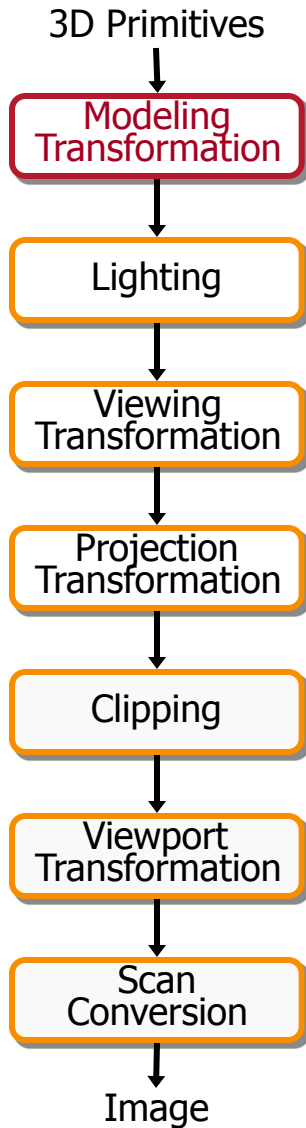 3D Primitives
Modeling
Transformation
Lighting
Viewing
Transformation
Projection
Transformation
Clipping
Viewport
Transformation
Scan
Conversion
Image